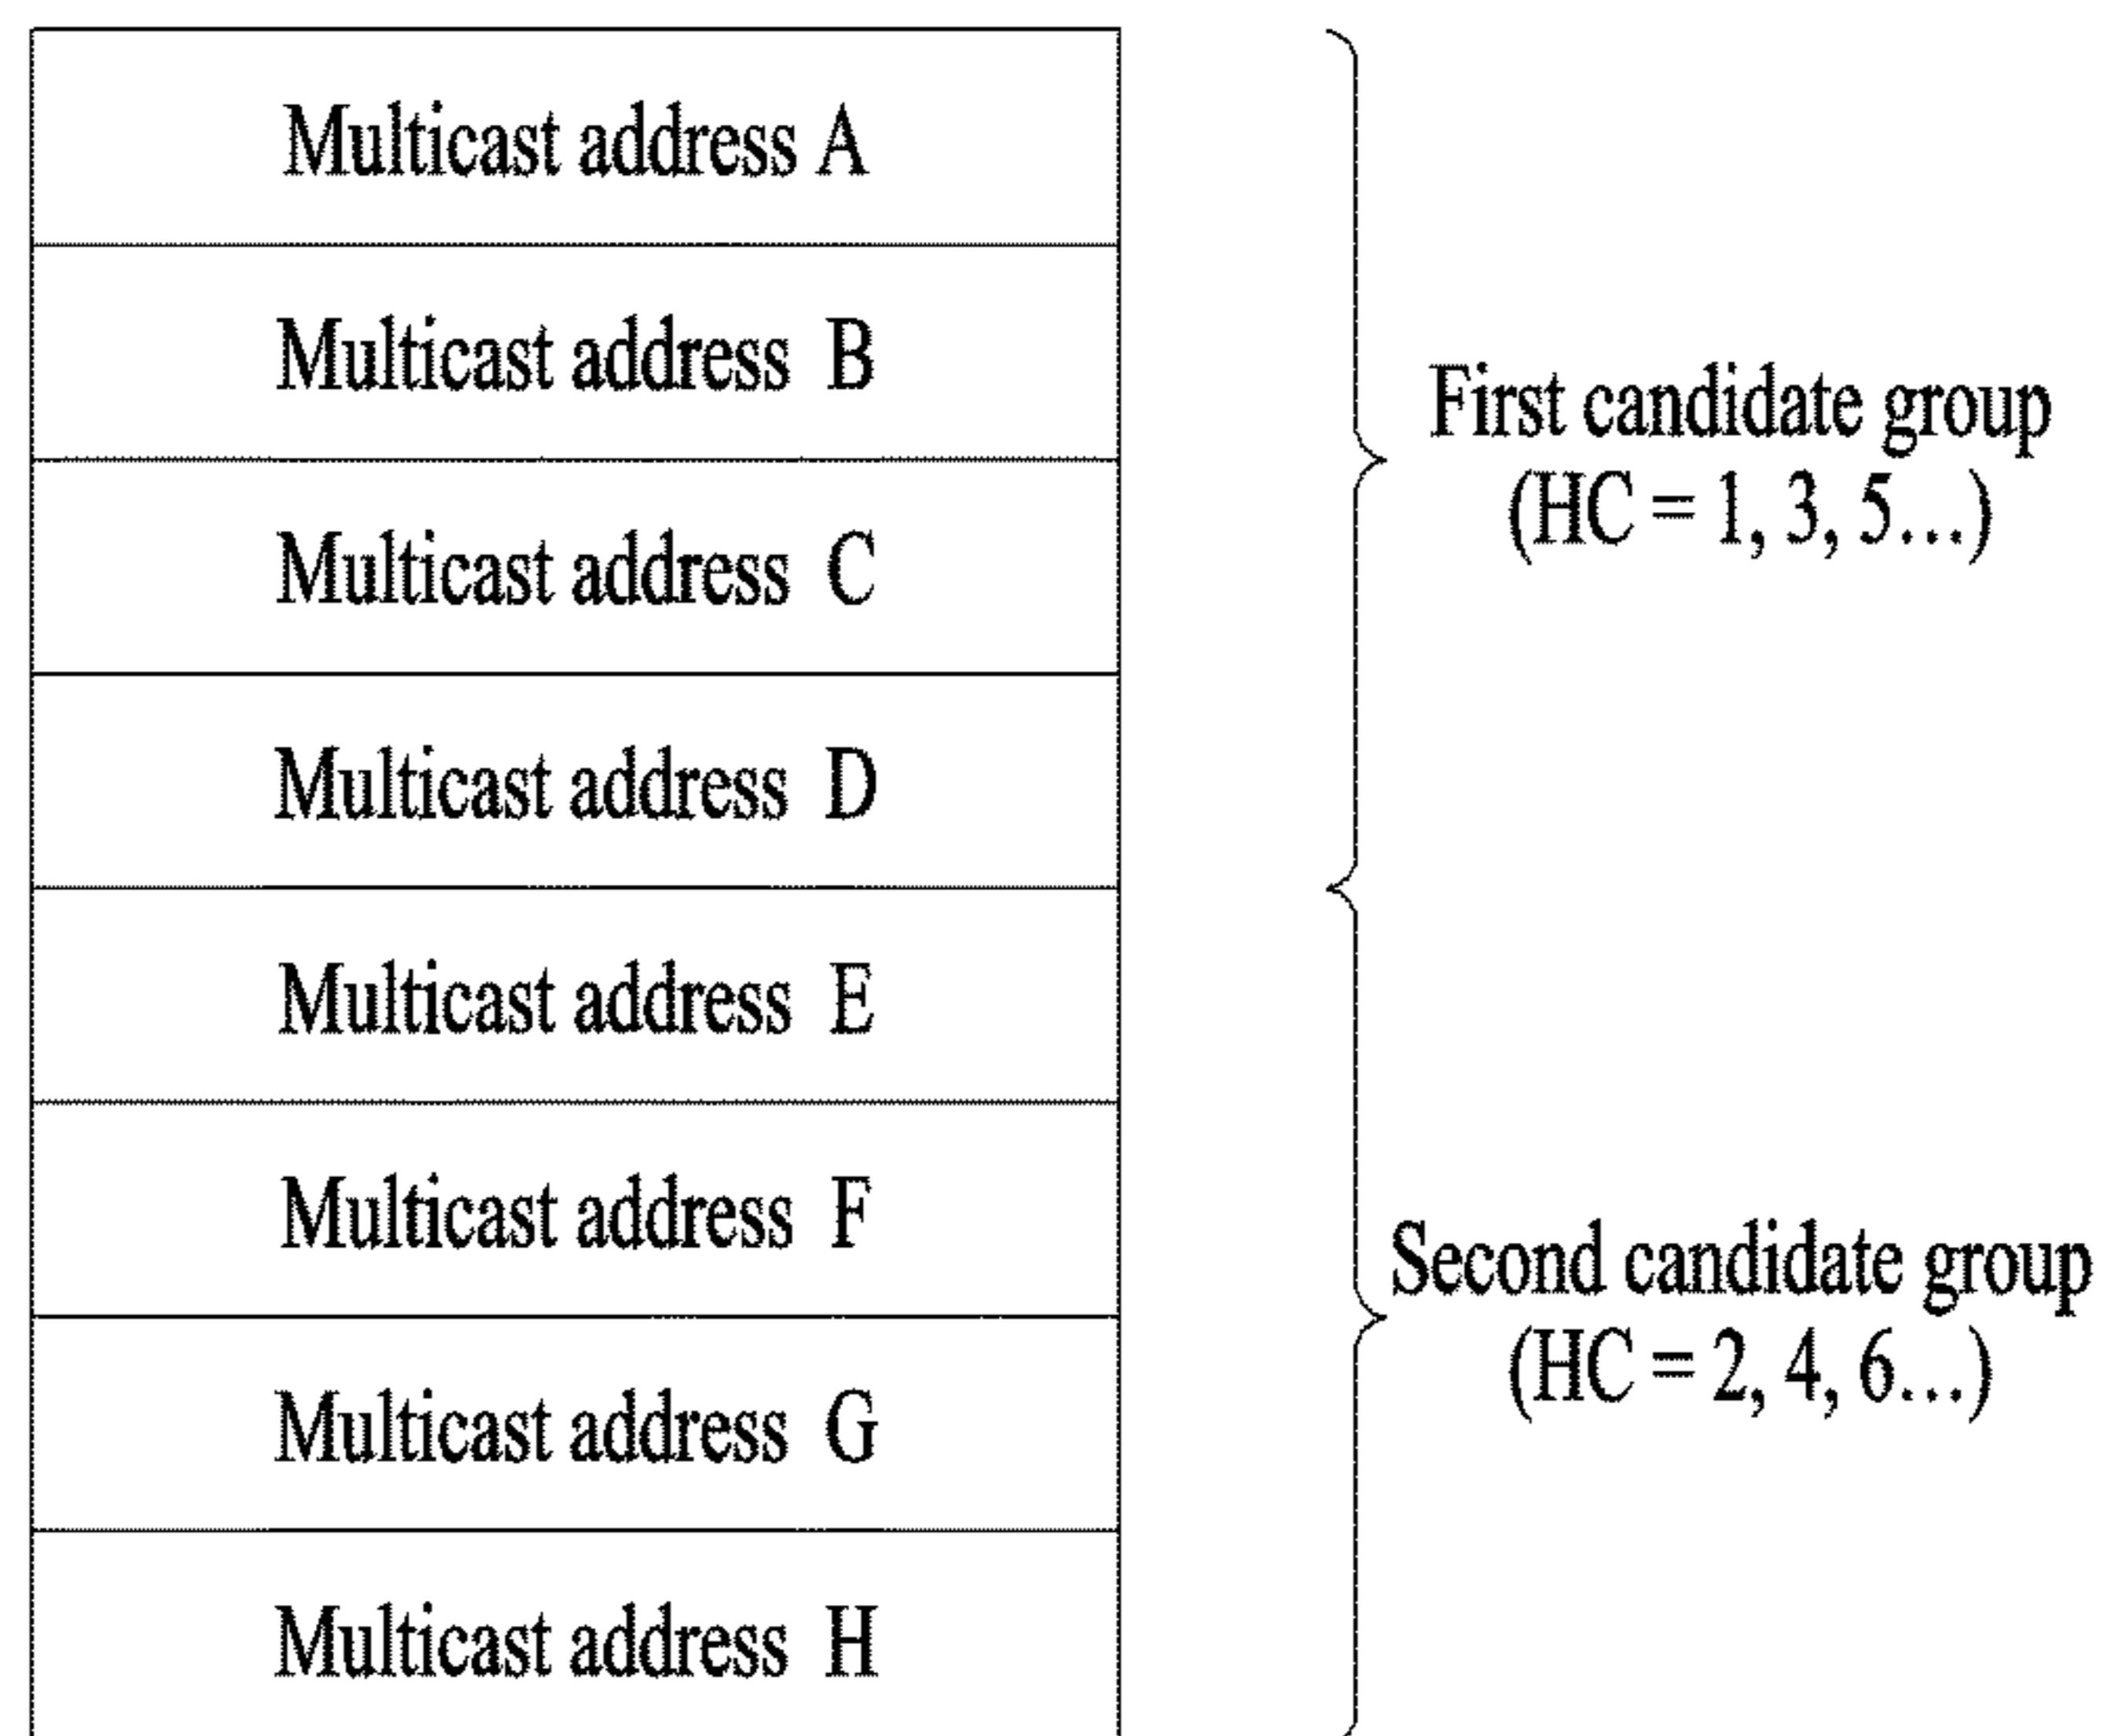 Multicast address A
Multicast address B
Multicast address C
Multicast address D
Multicast address E
Multicast address F
Multicast address G
Multicast address H
First candidate group
(HC = 1, 3, 5…)
Second candidate group
(HC = 2, 4, 6…)